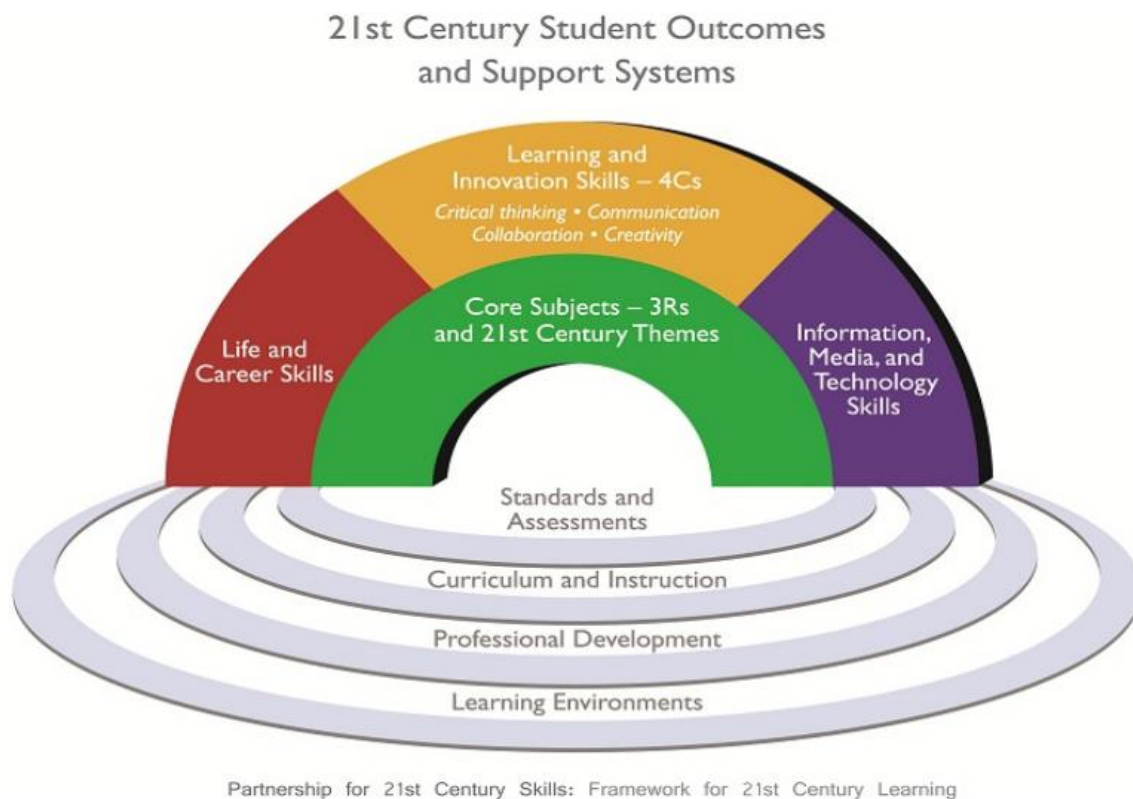 21st Century Student Outcomes
and Support Systems
Learning and
Innovation Skills – 4Cs
Critical thinking • Communication
Collaboration • Creativity
Core Subjects – 3Rs
and 21st Century Themes
Life and
Career Skills
Information,
Media, and
Technology
Skills
Standards and
Assessments
Curriculum and Instruction
Professional Development
Learning Environments
Partnership for 21st Century Skills: Framework for 21st Century Learning